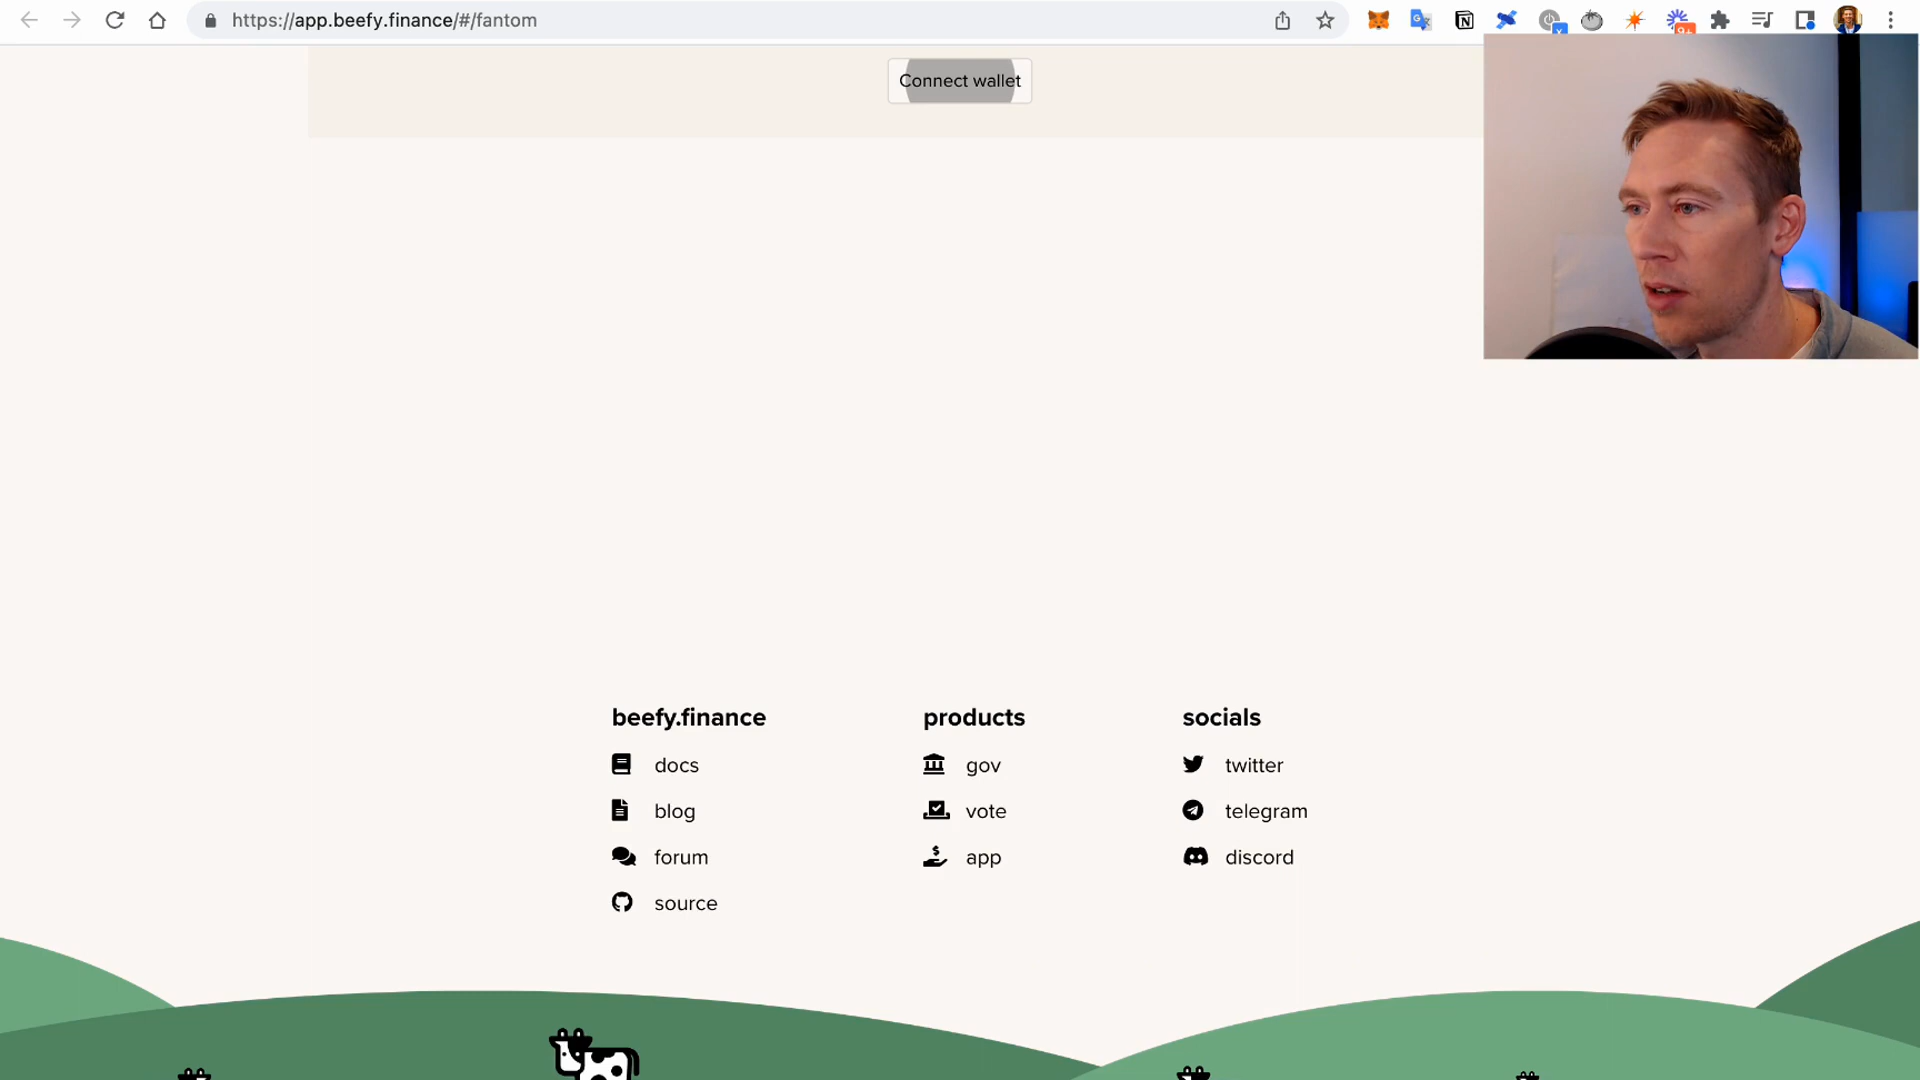 https://app.beefy.finance/#/fantom
Connect wallet
beefy.finance
docs
blog
forum
source
products
gov
vote
app
socials
twitter
telegram
discord